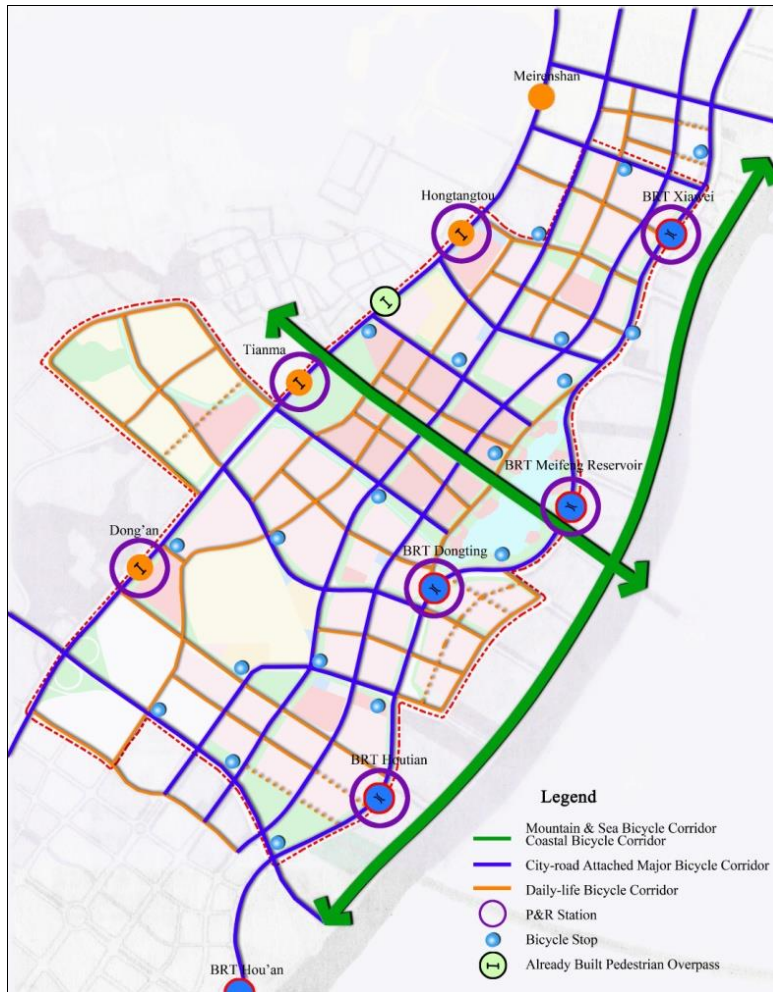 Meirenshan
Hongtangtou
BRT Xiawei
Tianma
BRT Meifeng Reservoir
Dong'an
BRT Dongting
BRT Houtian
BRT Hou'an
Legend
Mountain & Sea Bicycle Corridor
Coastal Bicycle Corridor
City-road Attached Major Bicycle Corridor
Daily-life Bicycle Corridor
P&R Station
Bicycle Stop
Already Built Pedestrian Overpass